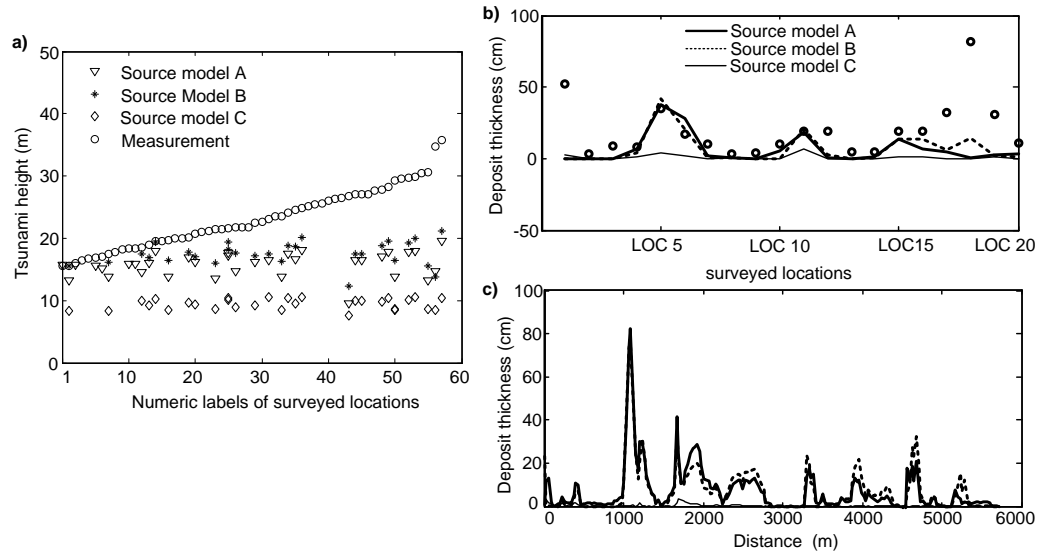 a)
50
40
30
20
10
0
Tsunami height (m)
Source model A
Source Model B
Source model C
Measurement
1 10 20 30 40 50 60
Numeric labels of surveyed locations
b)
100
50
0
-50
Deposit thickness (cm)
Source model A
Source model B
Source model C
LOC 5 LOC 10 LOC15 LOC 20
surveyed locations
c)
100
80
60
40
20
0
Deposit thickness (cm)
0 1000 2000 3000 4000 5000 6000
Distance (m)